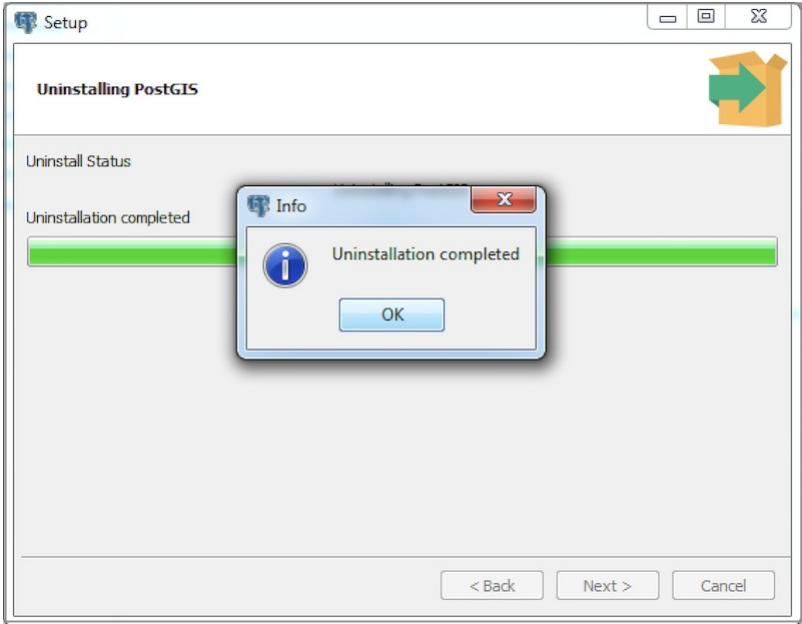 Setup
Uninstalling PostGIS
Uninstall Status
Uninstallation completed
Info
Uninstallation completed
OK
< Back
Next >
Cancel